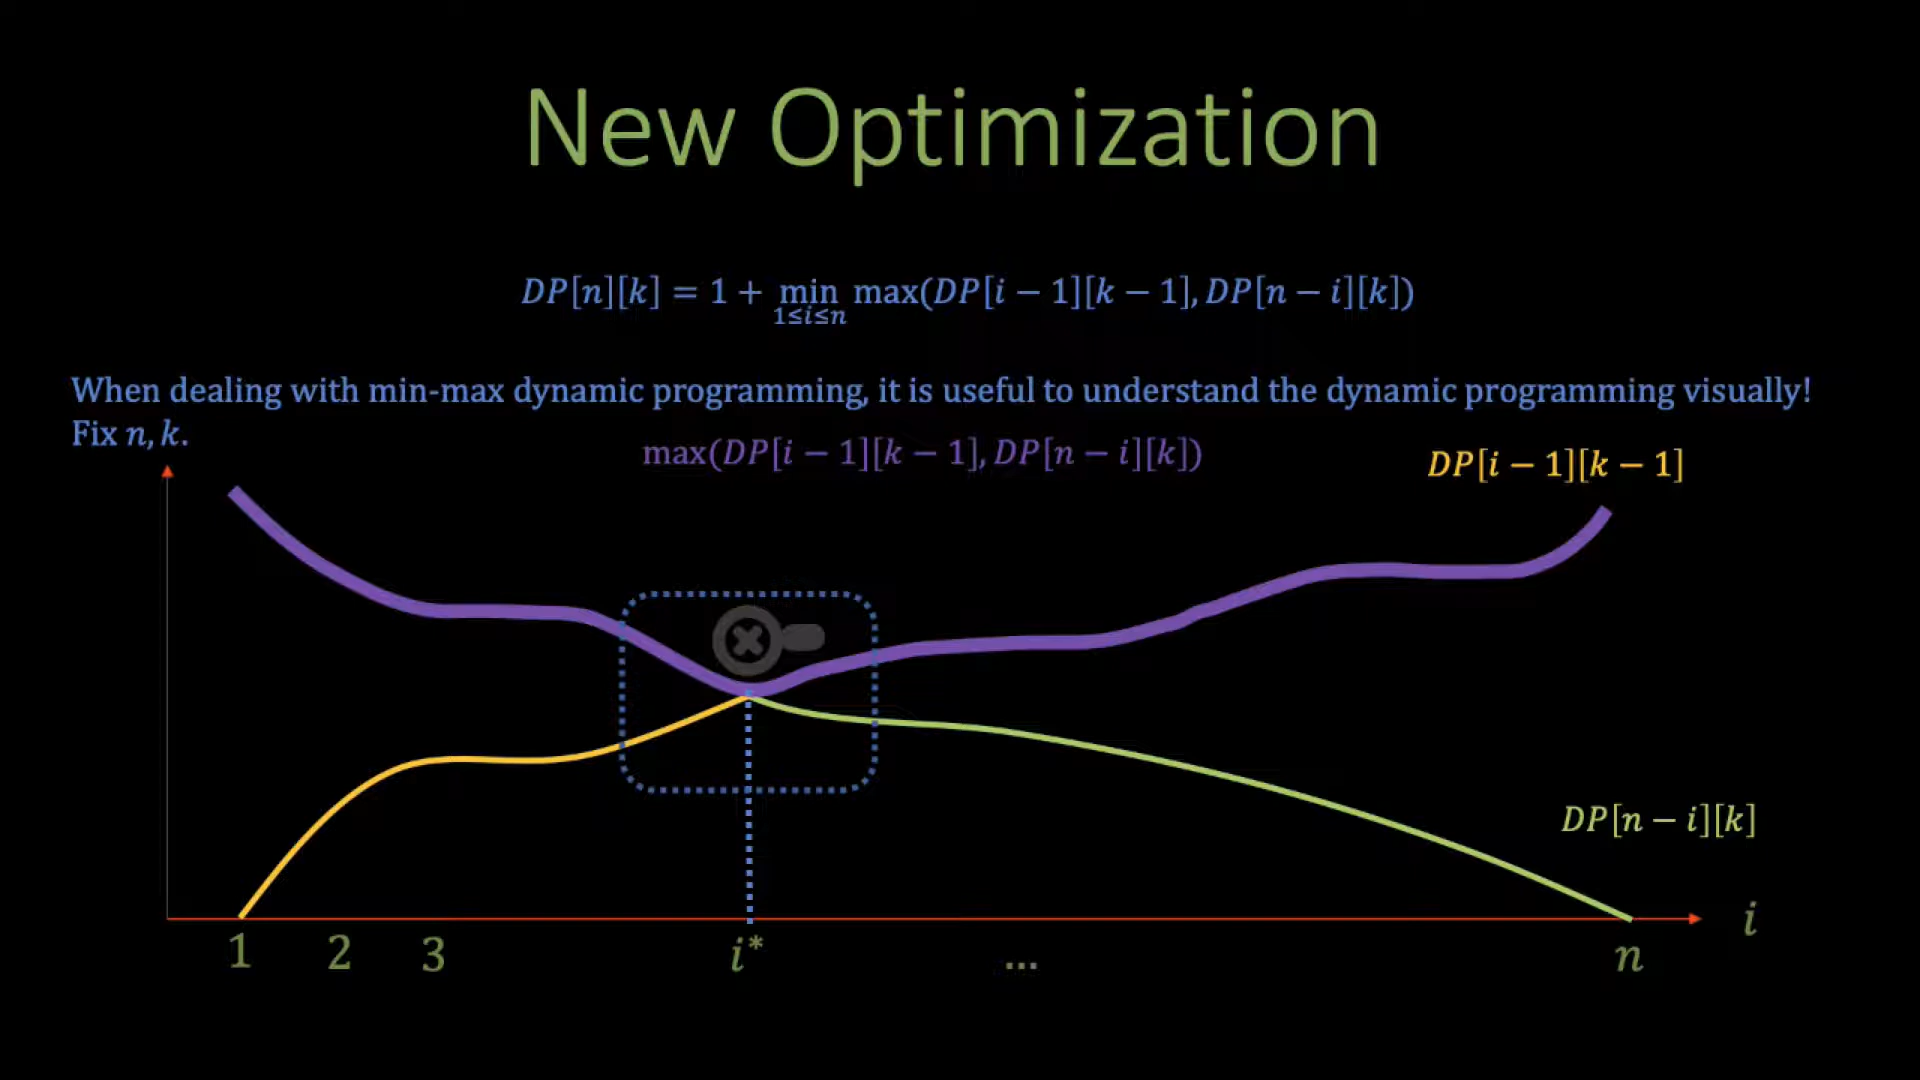 New Optimization
DP[n][k] = 1 + min max(DP[i − 1][k − 1], DP[n − i][k])
1≤i≤n
When dealing with min-max dynamic programming, it is useful to understand the dynamic programming visually!
Fix n, k.
max(DP[i − 1][k − 1], DP[n − i][k])
DP[i − 1][k − 1]
DP[n − i][k]
i
1 2 3 i* ... n